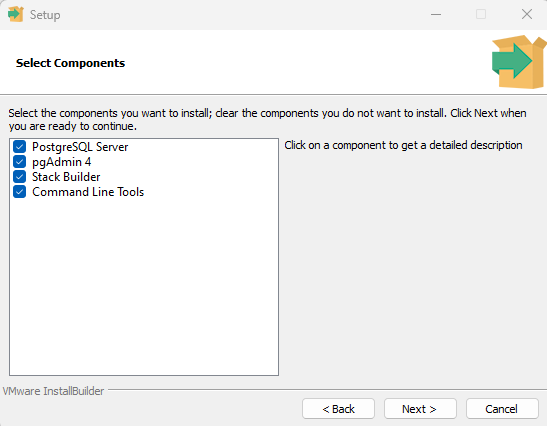 Setup
Select Components
Select the components you want to install; clear the components you do not want to install. Click Next when
you are ready to continue.
PostgreSQL Server
pgAdmin 4
Stack Builder
Command Line Tools
Click on a component to get a detailed description
VMware InstallBuilder
< Back
Next >
Cancel